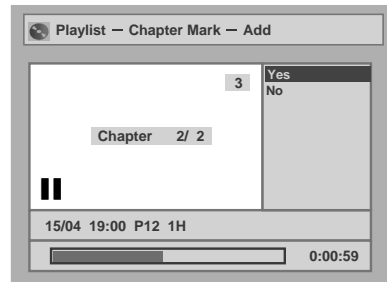 Playlist – Chapter Mark – Add
3
Yes
No
Chapter 2/ 2
15/04 19:00 P12 1H
0:00:59